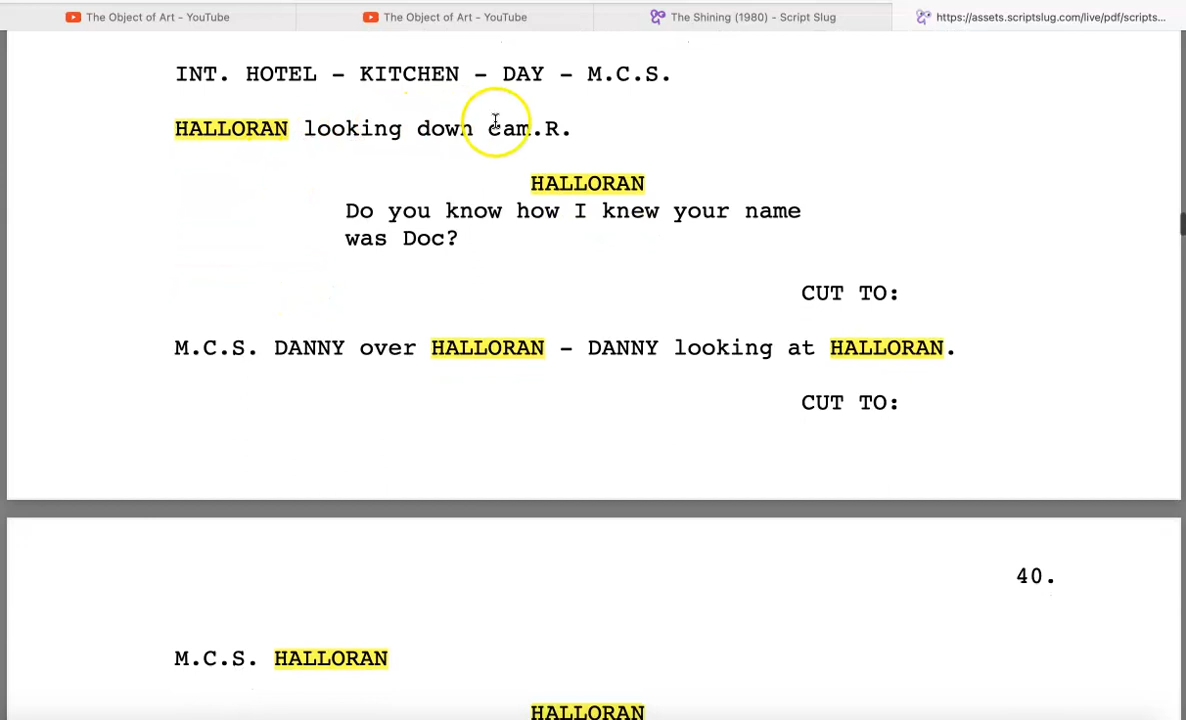 The Object of Art - YouTube
The Object of Art - YouTube
The Shining (1980) - Script Slug
https://assets.scriptslug.com/live/pdf/scripts...
INT. HOTEL – KITCHEN – DAY – M.C.S.
HALLORAN looking down cam.R.
HALLORAN
Do you know how I knew your name
was Doc?
CUT TO:
M.C.S. DANNY over HALLORAN – DANNY looking at HALLORAN.
CUT TO:
40.
M.C.S. HALLORAN
HALLORAN